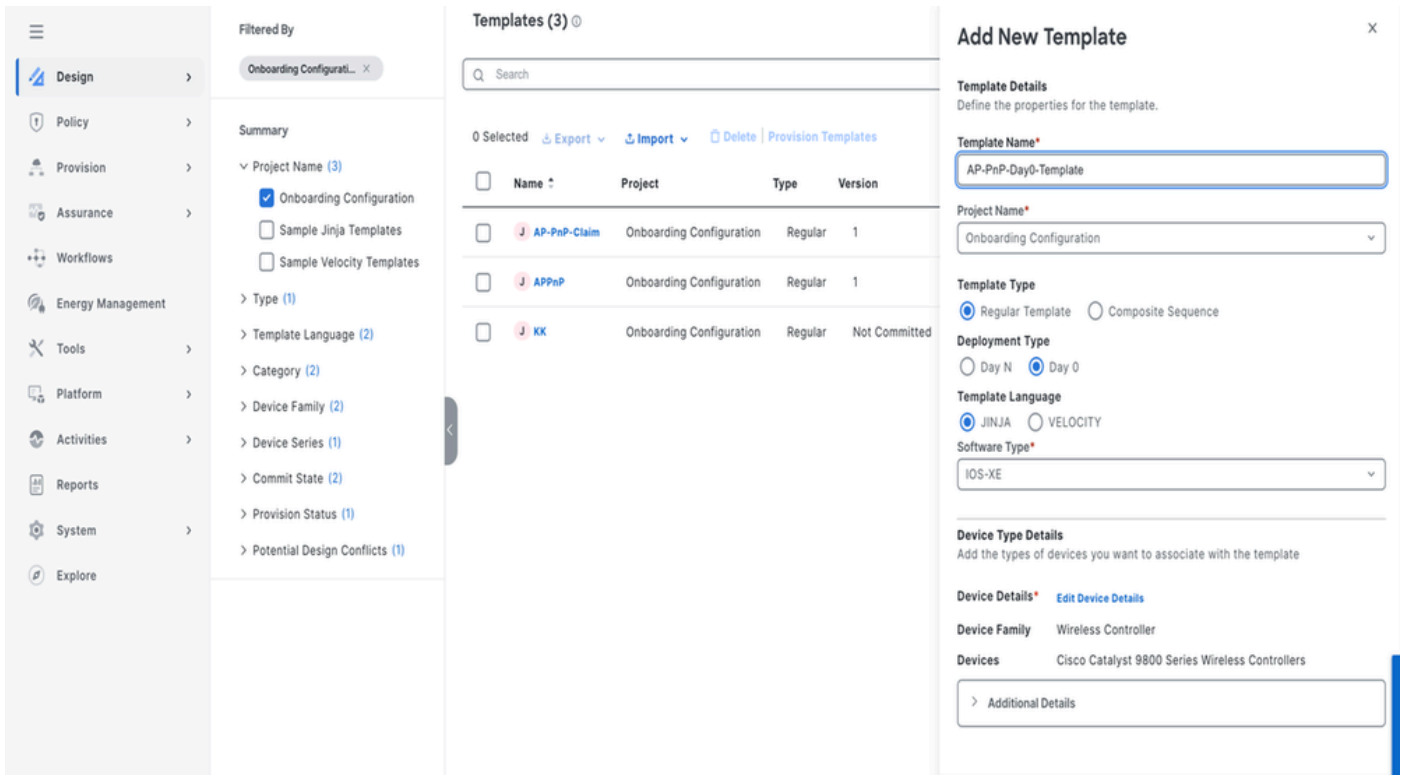 Design
Policy
Provision
Assurance
Workflows
Energy Management
Tools
Platform
Activities
Reports
System
Explore
Filtered By
Onboarding Configurati... ×
Summary
Project Name (3)
Onboarding Configuration
Sample Jinja Templates
Sample Velocity Templates
Type (1)
Template Language (2)
Category (2)
Device Family (2)
Device Series (1)
Commit State (2)
Provision Status (1)
Potential Design Conflicts (1)
Templates (3)
Search
0 Selected Export Import Delete | Provision Templates
Name Project Type Version
J AP-PnP-Claim Onboarding Configuration Regular 1
J APPnP Onboarding Configuration Regular 1
J KK Onboarding Configuration Regular Not Committed
Add New Template
Template Details
Define the properties for the template.
Template Name*
AP-PnP-Day0-Template
Project Name*
Onboarding Configuration
Template Type
Regular Template Composite Sequence
Deployment Type
Day N Day 0
Template Language
JINJA VELOCITY
Software Type*
IOS-XE
Device Type Details
Add the types of devices you want to associate with the template
Device Details* Edit Device Details
Device Family Wireless Controller
Devices Cisco Catalyst 9800 Series Wireless Controllers
Additional Details